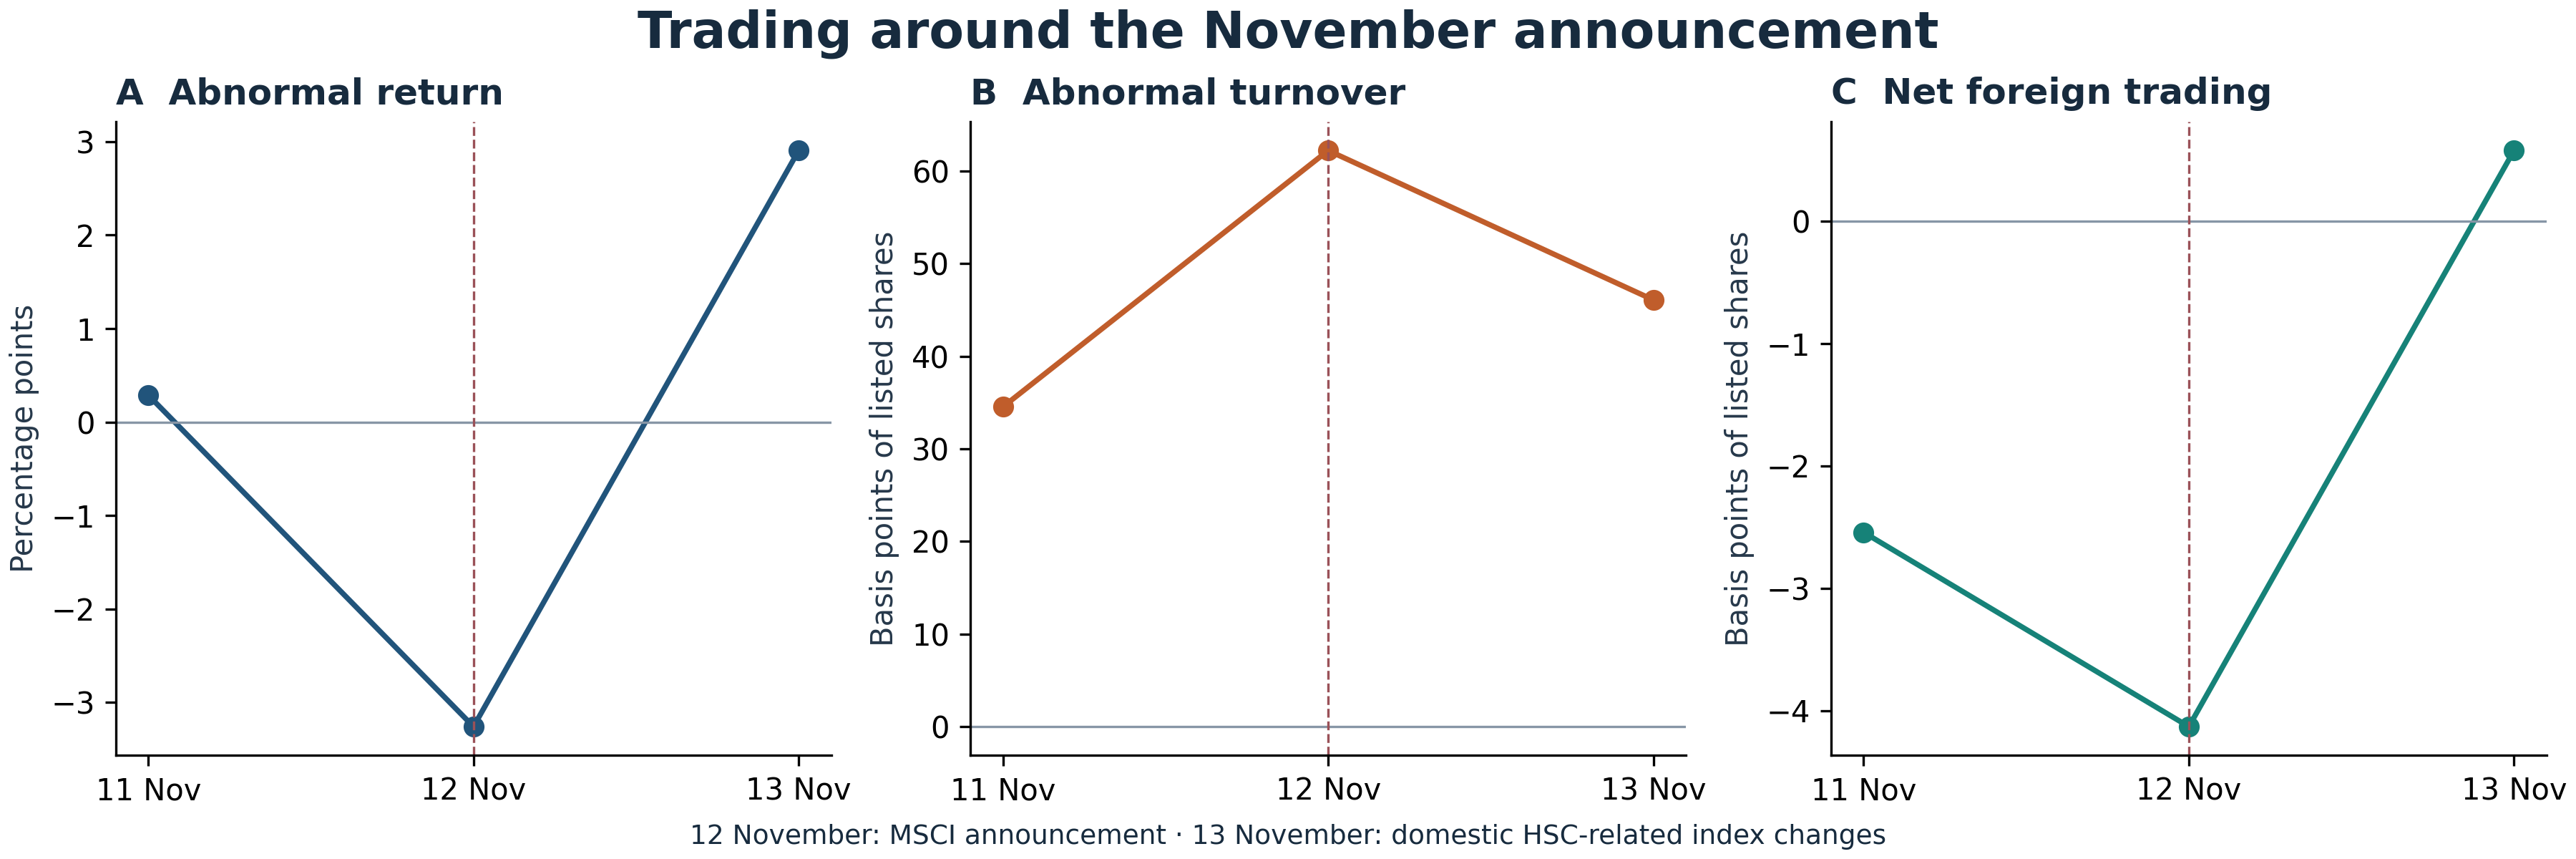 Trading around the November announcement
A Abnormal return
Percentage points
3
2
1
0
−1
−2
−3
11 Nov
12 Nov
13 Nov
B Abnormal turnover
Basis points of listed shares
60
50
40
30
20
10
0
11 Nov
12 Nov
13 Nov
C Net foreign trading
Basis points of listed shares
0
−1
−2
−3
−4
11 Nov
12 Nov
13 Nov
12 November: MSCI announcement · 13 November: domestic HSC-related index changes